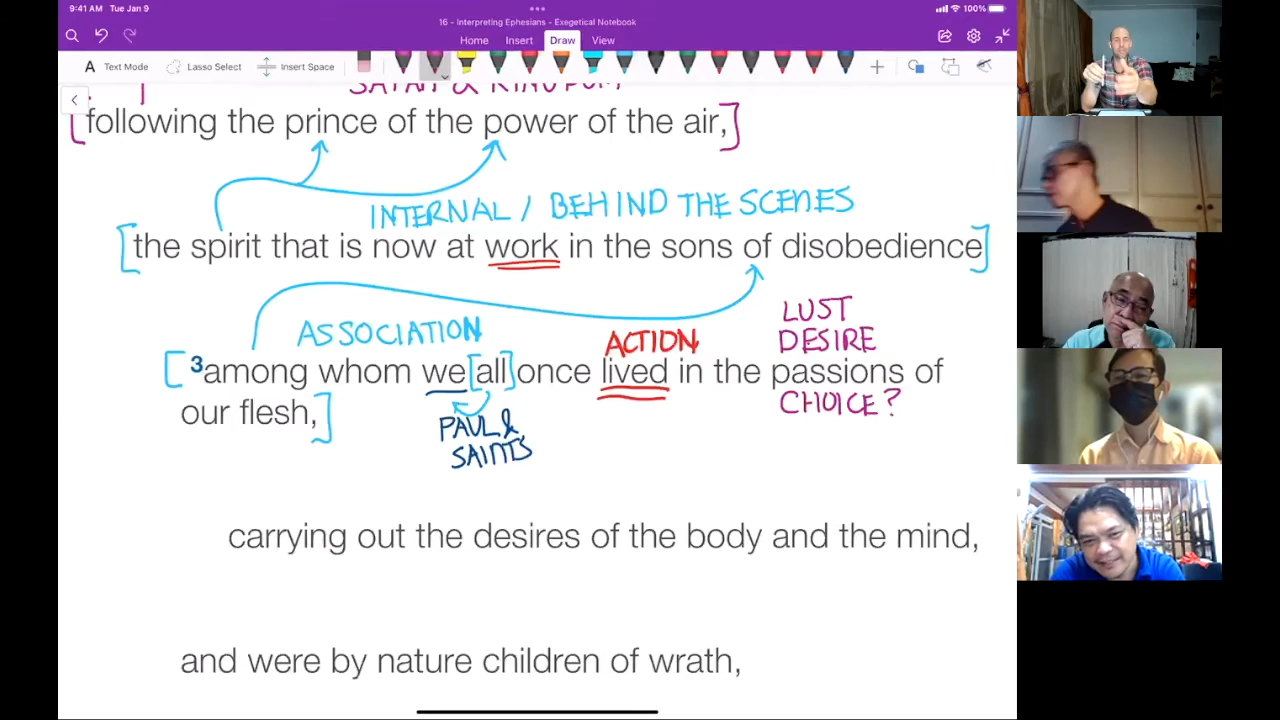 9:41 AM Tue Jan 9
100%
16 - Interpreting Ephesians - Exegetical Notebook
Home Insert Draw View
Text Mode Lasso Select Insert Space
SATAN & KINGDOM
following the prince of the power of the air,
INTERNAL / BEHIND THE SCENES
the spirit that is now at work in the sons of disobedience
LUST
ASSOCIATION ACTION DESIRE
3among whom we [all] once lived in the passions of
CHOICE?
our flesh,
PAUL &
SAINTS
carrying out the desires of the body and the mind,
and were by nature children of wrath,